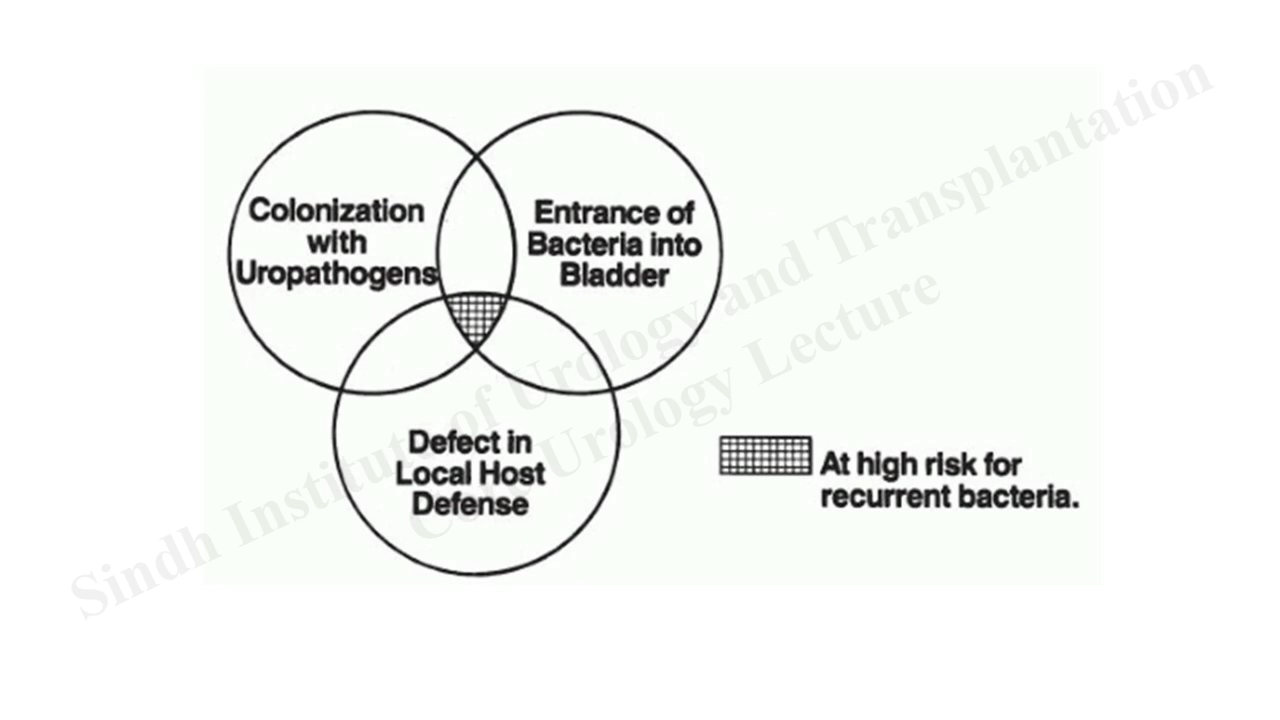 Colonization
with
Uropathogens
Entrance of
Bacteria into
Bladder
Defect in
Local Host
Defense
At high risk for
recurrent bacteria.
Sindh Institute of Urology and Transplantation
Core Urology Lecture